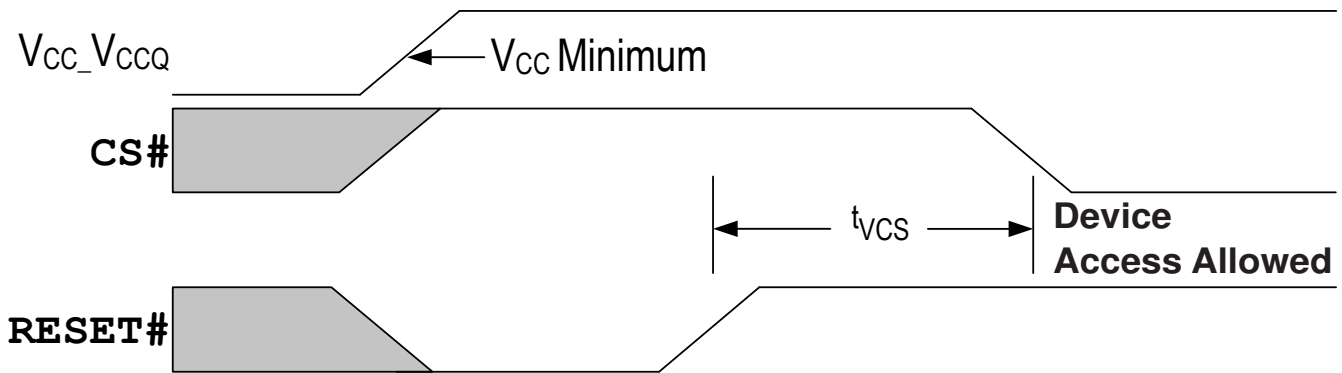 VCC_VCCQ
VCC Minimum
CS#
tVCS
Device
Access Allowed
RESET#